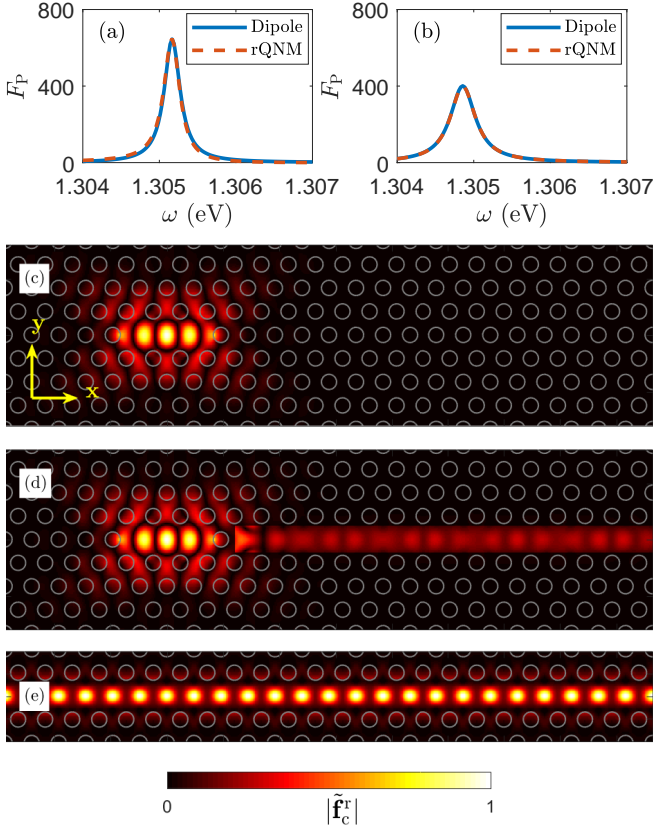 (a)
Dipole
rQNM
F_P
800
400
0
1.304 1.305 1.306 1.307
ω (eV)
(b)
Dipole
rQNM
F_P
800
400
0
1.304 1.305 1.306 1.307
ω (eV)
(c)
y
x
(d)
(e)
0 1
|f̃_c^r|